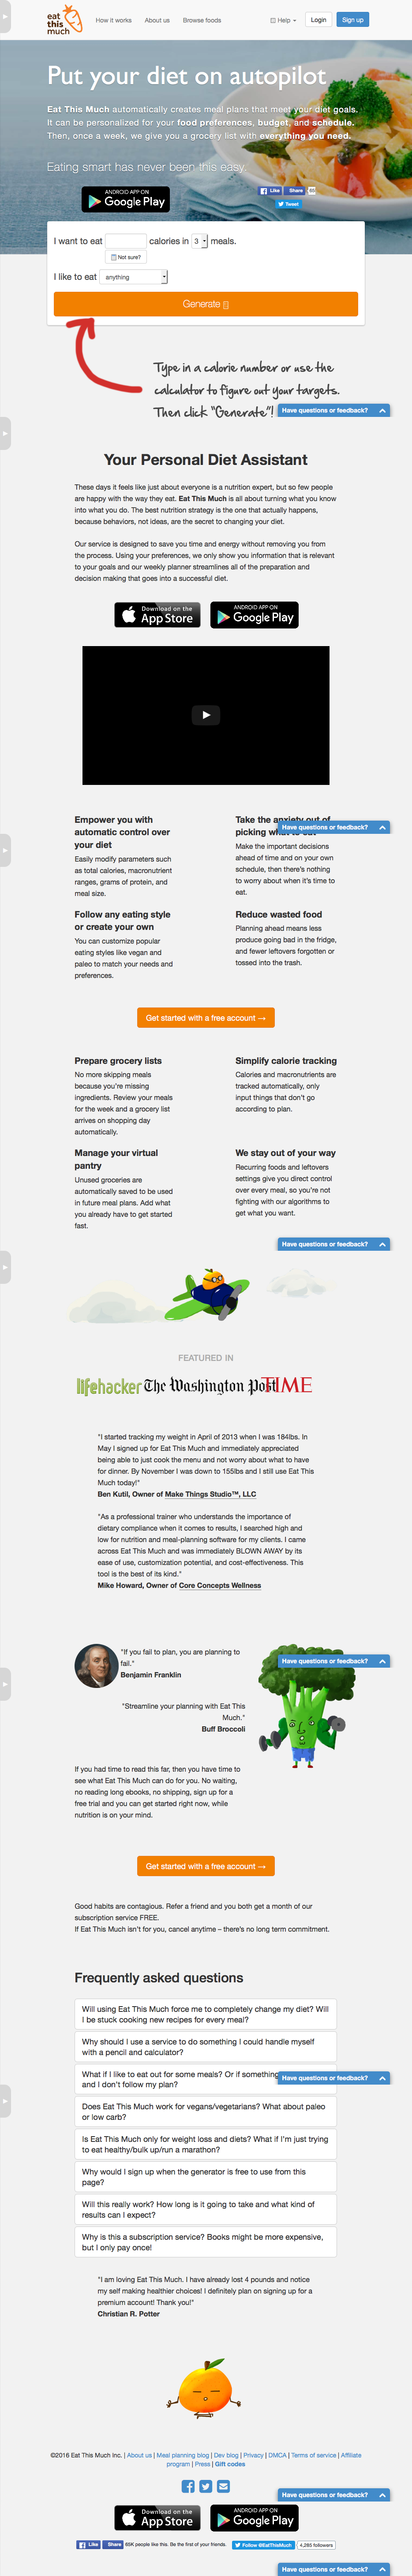 eat
this
much
How it works
About us
Browse foods
Help
Login
Sign up
Put your diet on autopilot
Eat This Much automatically creates meal plans that meet your diet goals.
It can be personalized for your food preferences, budget, and schedule.
Then, once a week, we give you a grocery list with everything you need.
Eating smart has never been this easy.
ANDROID APP ON
Google Play
Like
Share
Tweet
I want to eat calories in 3 meals.
Not sure?
I like to eat anything
Generate
Type in a calorie number or use the
calculator to figure out your targets.
Then click "Generate"!
Have questions or feedback?
Your Personal Diet Assistant
These days it feels like just about everyone is a nutrition expert, but so few people
are happy with the way they eat. Eat This Much is all about turning what you know
into what you do. The best nutrition strategy is the one that actually happens,
because behaviors, not ideas, are the secret to changing your diet.
Our service is designed to save you time and energy without removing you from
the process. Using your preferences, we only show you information that is relevant
to your goals and our weekly planner streamlines all of the preparation and
decision making that goes into a successful diet.
Download on the
App Store
ANDROID APP ON
Google Play
Empower you with
automatic control over
your diet
Easily modify parameters such
as total calories, macronutrient
ranges, grams of protein, and
meal size.
Take the anxiety out of
picking what to eat
Have questions or feedback?
Make the important decisions
ahead of time and on your own
schedule, then there's nothing
to worry about when it's time to
eat.
Follow any eating style
or create your own
You can customize popular
eating styles like vegan and
paleo to match your needs and
preferences.
Reduce wasted food
Planning ahead means less
produce going bad in the fridge,
and fewer leftovers forgotten or
tossed into the trash.
Get started with a free account →
Prepare grocery lists
No more skipping meals
because you're missing
ingredients. Review your meals
for the week and a grocery list
arrives on shopping day
automatically.
Simplify calorie tracking
Calories and macronutrients are
tracked automatically, only
input things that don't go
according to plan.
Manage your virtual
pantry
Unused groceries are
automatically saved to be used
in future meal plans. Add what
you already have to get started
fast.
We stay out of your way
Recurring foods and leftovers
settings give you direct control
over every meal, so you're not
fighting with our algorithms to
get what you want.
Have questions or feedback?
FEATURED IN
lifehacker
The Washington Post
TIME
"I started tracking my weight in April of 2013 when I was 184lbs. In
May I signed up for Eat This Much and immediately appreciated
being able to just cook the menu and not worry about what to have
for dinner. By November I was down to 155lbs and I still use Eat This
Much today!"
Ben Kutil, Owner of Make Things Studio™, LLC
"As a professional trainer who understands the importance of
dietary compliance when it comes to results, I searched high and
low for nutrition and meal-planning software for my clients. I came
across Eat This Much and was immediately BLOWN AWAY by its
ease of use, customization potential, and cost-effectiveness. This
tool is the best of its kind."
Mike Howard, Owner of Core Concepts Wellness
"If you fail to plan, you are planning to
fail."
Benjamin Franklin
Have questions or feedback?
"Streamline your planning with Eat This
Much."
Buff Broccoli
If you had time to read this far, then you have time to
see what Eat This Much can do for you. No waiting,
no reading long ebooks, no shipping, sign up for a
free trial and you can get started right now, while
nutrition is on your mind.
Get started with a free account →
Good habits are contagious. Refer a friend and you both get a month of our
subscription service FREE.
If Eat This Much isn't for you, cancel anytime – there's no long term commitment.
Frequently asked questions
Will using Eat This Much force me to completely change my diet? Will
I be stuck cooking new recipes for every meal?
Why should I use a service to do something I could handle myself
with a pencil and calculator?
What if I like to eat out for some meals? Or if something
and I don't follow my plan?
Have questions or feedback?
Does Eat This Much work for vegans/vegetarians? What about paleo
or low carb?
Is Eat This Much only for weight loss and diets? What if I'm just trying
to eat healthy/bulk up/run a marathon?
Why would I sign up when the generator is free to use from this
page?
Will this really work? How long is it going to take and what kind of
results can I expect?
Why is this a subscription service? Books might be more expensive,
but I only pay once!
"I am loving Eat This Much. I have already lost 4 pounds and notice
my self making healthier choices! I definitely plan on signing up for a
premium account! Thank you!"
Christian R. Potter
©2016 Eat This Much Inc. | About us | Meal planning blog | Dev blog | Privacy | DMCA | Terms of service | Affiliate
program | Press | Gift codes
Have questions or feedback?
Download on the
App Store
ANDROID APP ON
Google Play
Like
Share
55K people like this. Be the first of your friends.
Follow @EatThisMuch
4,285 followers
Have questions or feedback?